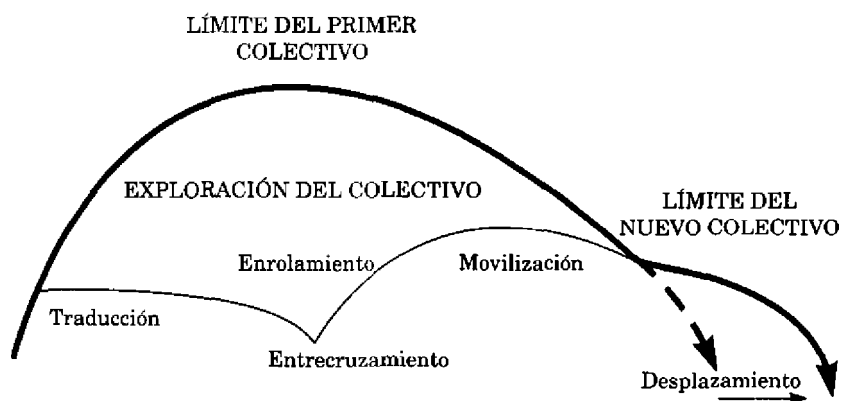 LÍMITE DEL PRIMER
COLECTIVO
EXPLORACIÓN DEL COLECTIVO
LÍMITE DEL
NUEVO COLECTIVO
Enrolamiento
Movilización
Traducción
Entrecruzamiento
Desplazamiento